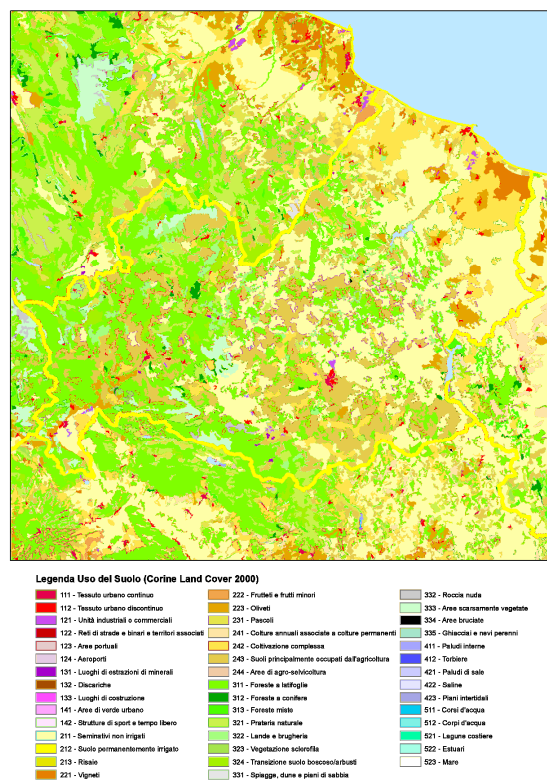 Legenda Uso del Suolo (Corine Land Cover 2000)
111 - Tessuto urbano continuo
112 - Tessuto urbano discontinuo
121 - Unità industriali o commerciali
122 - Reti di strade e binari e territori associati
123 - Aree portuali
124 - Aeroporti
131 - Luoghi di estrazioni di minerali
132 - Discariche
133 - Luoghi di costruzione
141 - Aree di verde urbano
142 - Strutture di sport e tempo libero
211 - Seminativi non irrigati
212 - Suolo permanentemente irrigato
213 - Risaie
221 - Vigneti
222 - Frutteti e frutti minori
223 - Oliveti
231 - Pascoli
241 - Colture annuali associate a colture permanenti
242 - Coltivazione complessa
243 - Suoli principalmente occupati dall'agricoltura
244 - Aree di agro-selvicoltura
311 - Foreste a latifoglie
312 - Foreste a conifere
313 - Foreste miste
321 - Prateria naturale
322 - Lande e brugheria
323 - Vegetazione sclerofila
324 - Transizione suolo boscoso/arbusti
331 - Spiagge, dune e piani di sabbia
332 - Roccia nuda
333 - Aree scarsamente vegetate
334 - Aree bruciate
335 - Ghiacci e nevi perenni
411 - Paludi interne
412 - Torbiere
421 - Paludi di sale
422 - Saline
423 - Piani intertidali
511 - Corsi d'acqua
512 - Corpi d'acqua
521 - Lagune costiere
522 - Estuari
523 - Mare